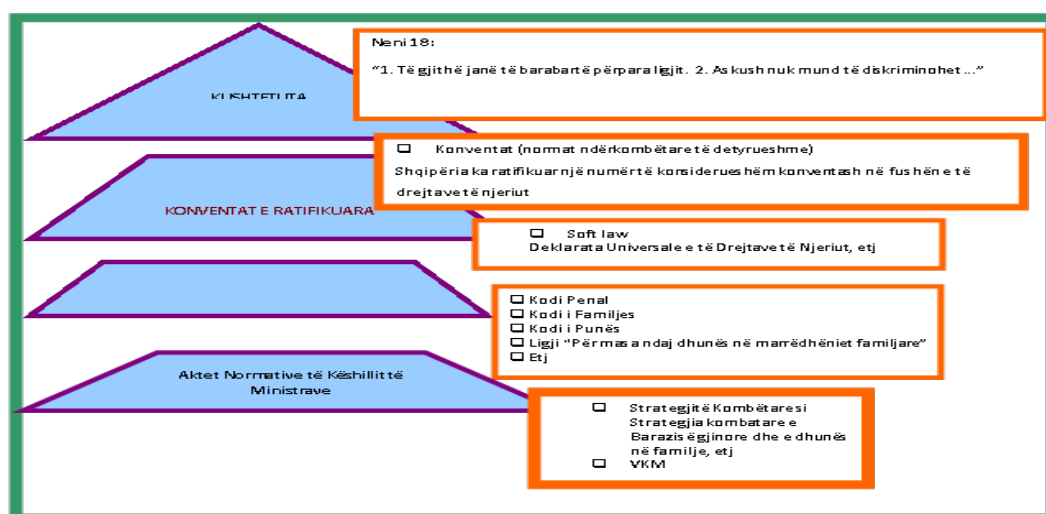 Neni 18:
“1. Të gjithë janë të barabartë përpara ligjit. 2. Askush nuk mund të diskriminohet ...”
KUSHTETUTA
☐ Konventat (normat ndërkombëtare të detyrueshme)
Shqipëria ka ratifikuar një numër të konsiderueshëm konventash në fushën e të
drejtave të njeriut
KONVENTAT E RATIFIKUARA
☐ Soft law
Deklarata Universale e të Drejtave të Njeriut, etj
☐ Kodi Penal
☐ Kodi i Familjes
☐ Kodi i Punës
☐ Ligji “Për masa ndaj dhunës në marrëdhëniet familjare”
☐ Etj
Aktet Normative të Këshillit të
Ministrave
☐ Strategjitë Kombëtare si
Strategjia kombatare e
Barazisë gjinore dhe e dhunës
në familje, etj
☐ VKM